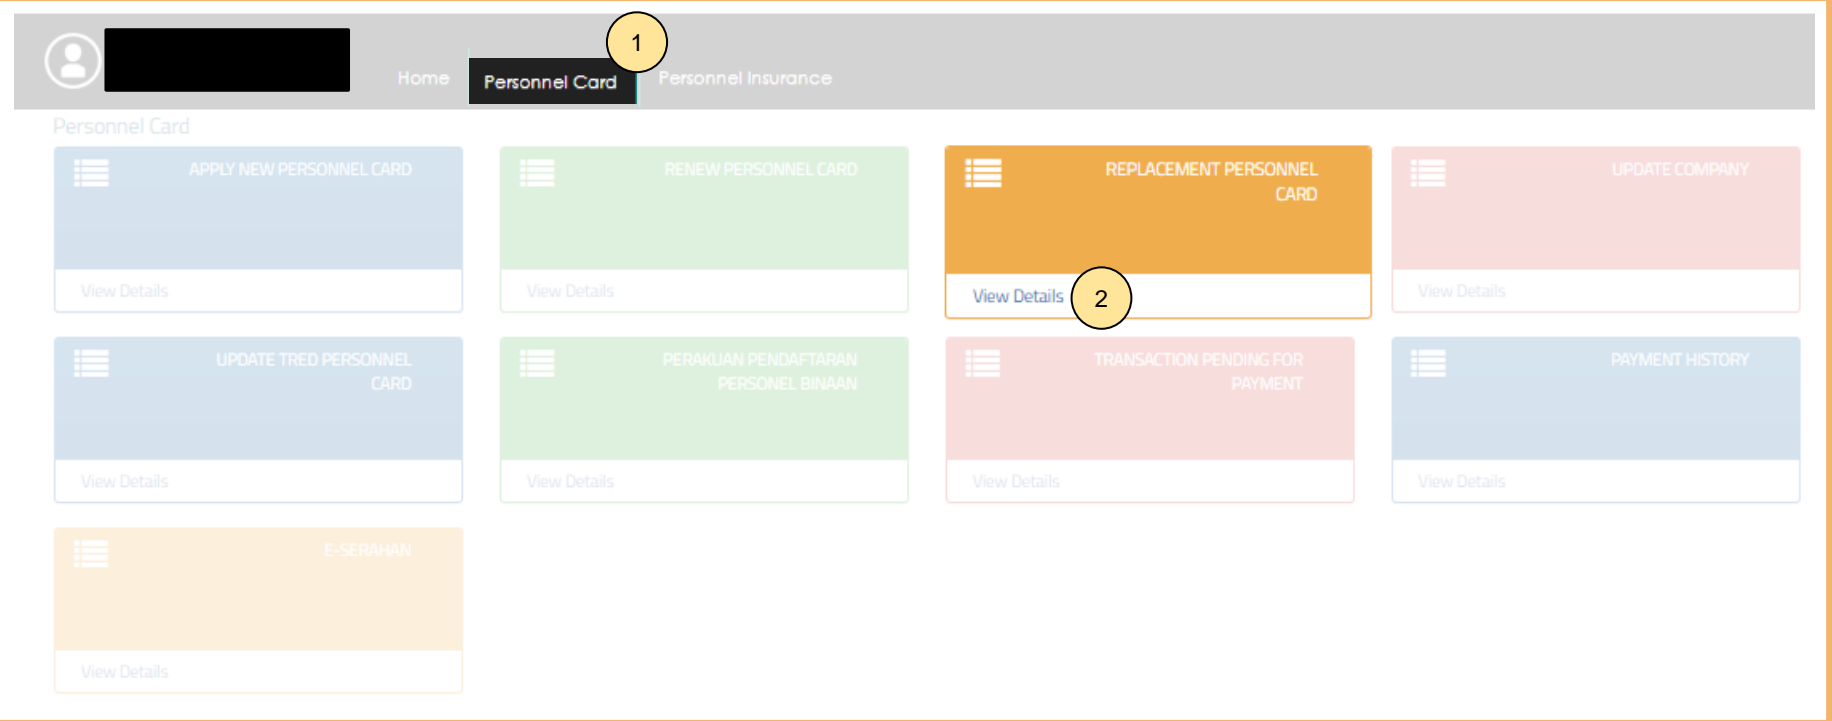 1
Home
Personnel Card
Personnel Insurance
Personnel Card
APPLY NEW PERSONNEL CARD
View Details
RENEW PERSONNEL CARD
View Details
REPLACEMENT PERSONNEL
CARD
View Details
2
UPDATE COMPANY
View Details
UPDATE TRED PERSONNEL
CARD
View Details
PERAKUAN PENDAFTARAN
PERSONEL BINAAN
View Details
TRANSACTION PENDING FOR
PAYMENT
View Details
PAYMENT HISTORY
View Details
E-SERAHAN
View Details